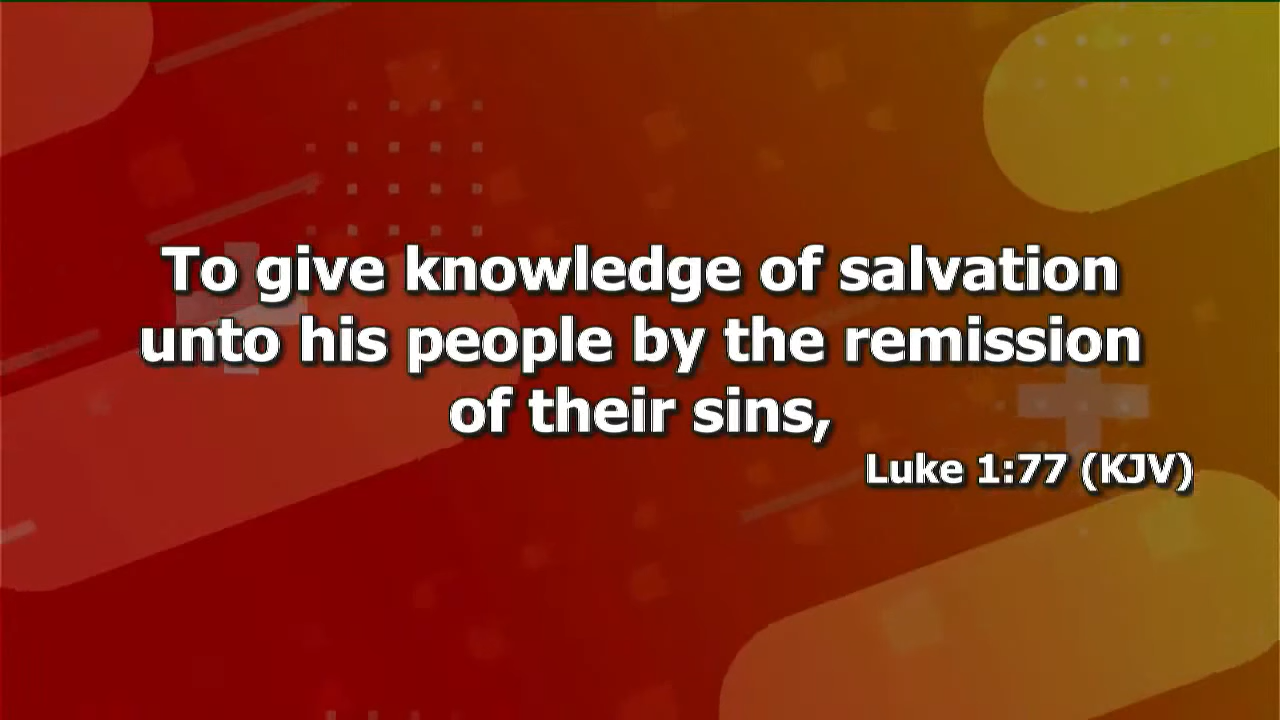 To give knowledge of salvation
unto his people by the remission
of their sins,
Luke 1:77 (KJV)